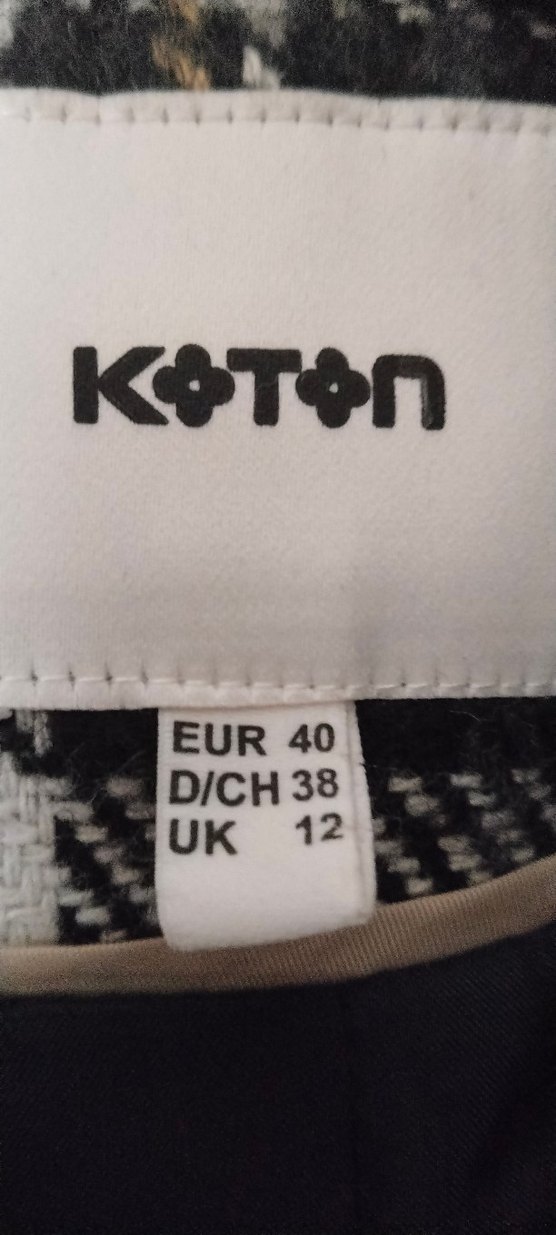 KOTON
EUR 40
D/CH 38
UK 12